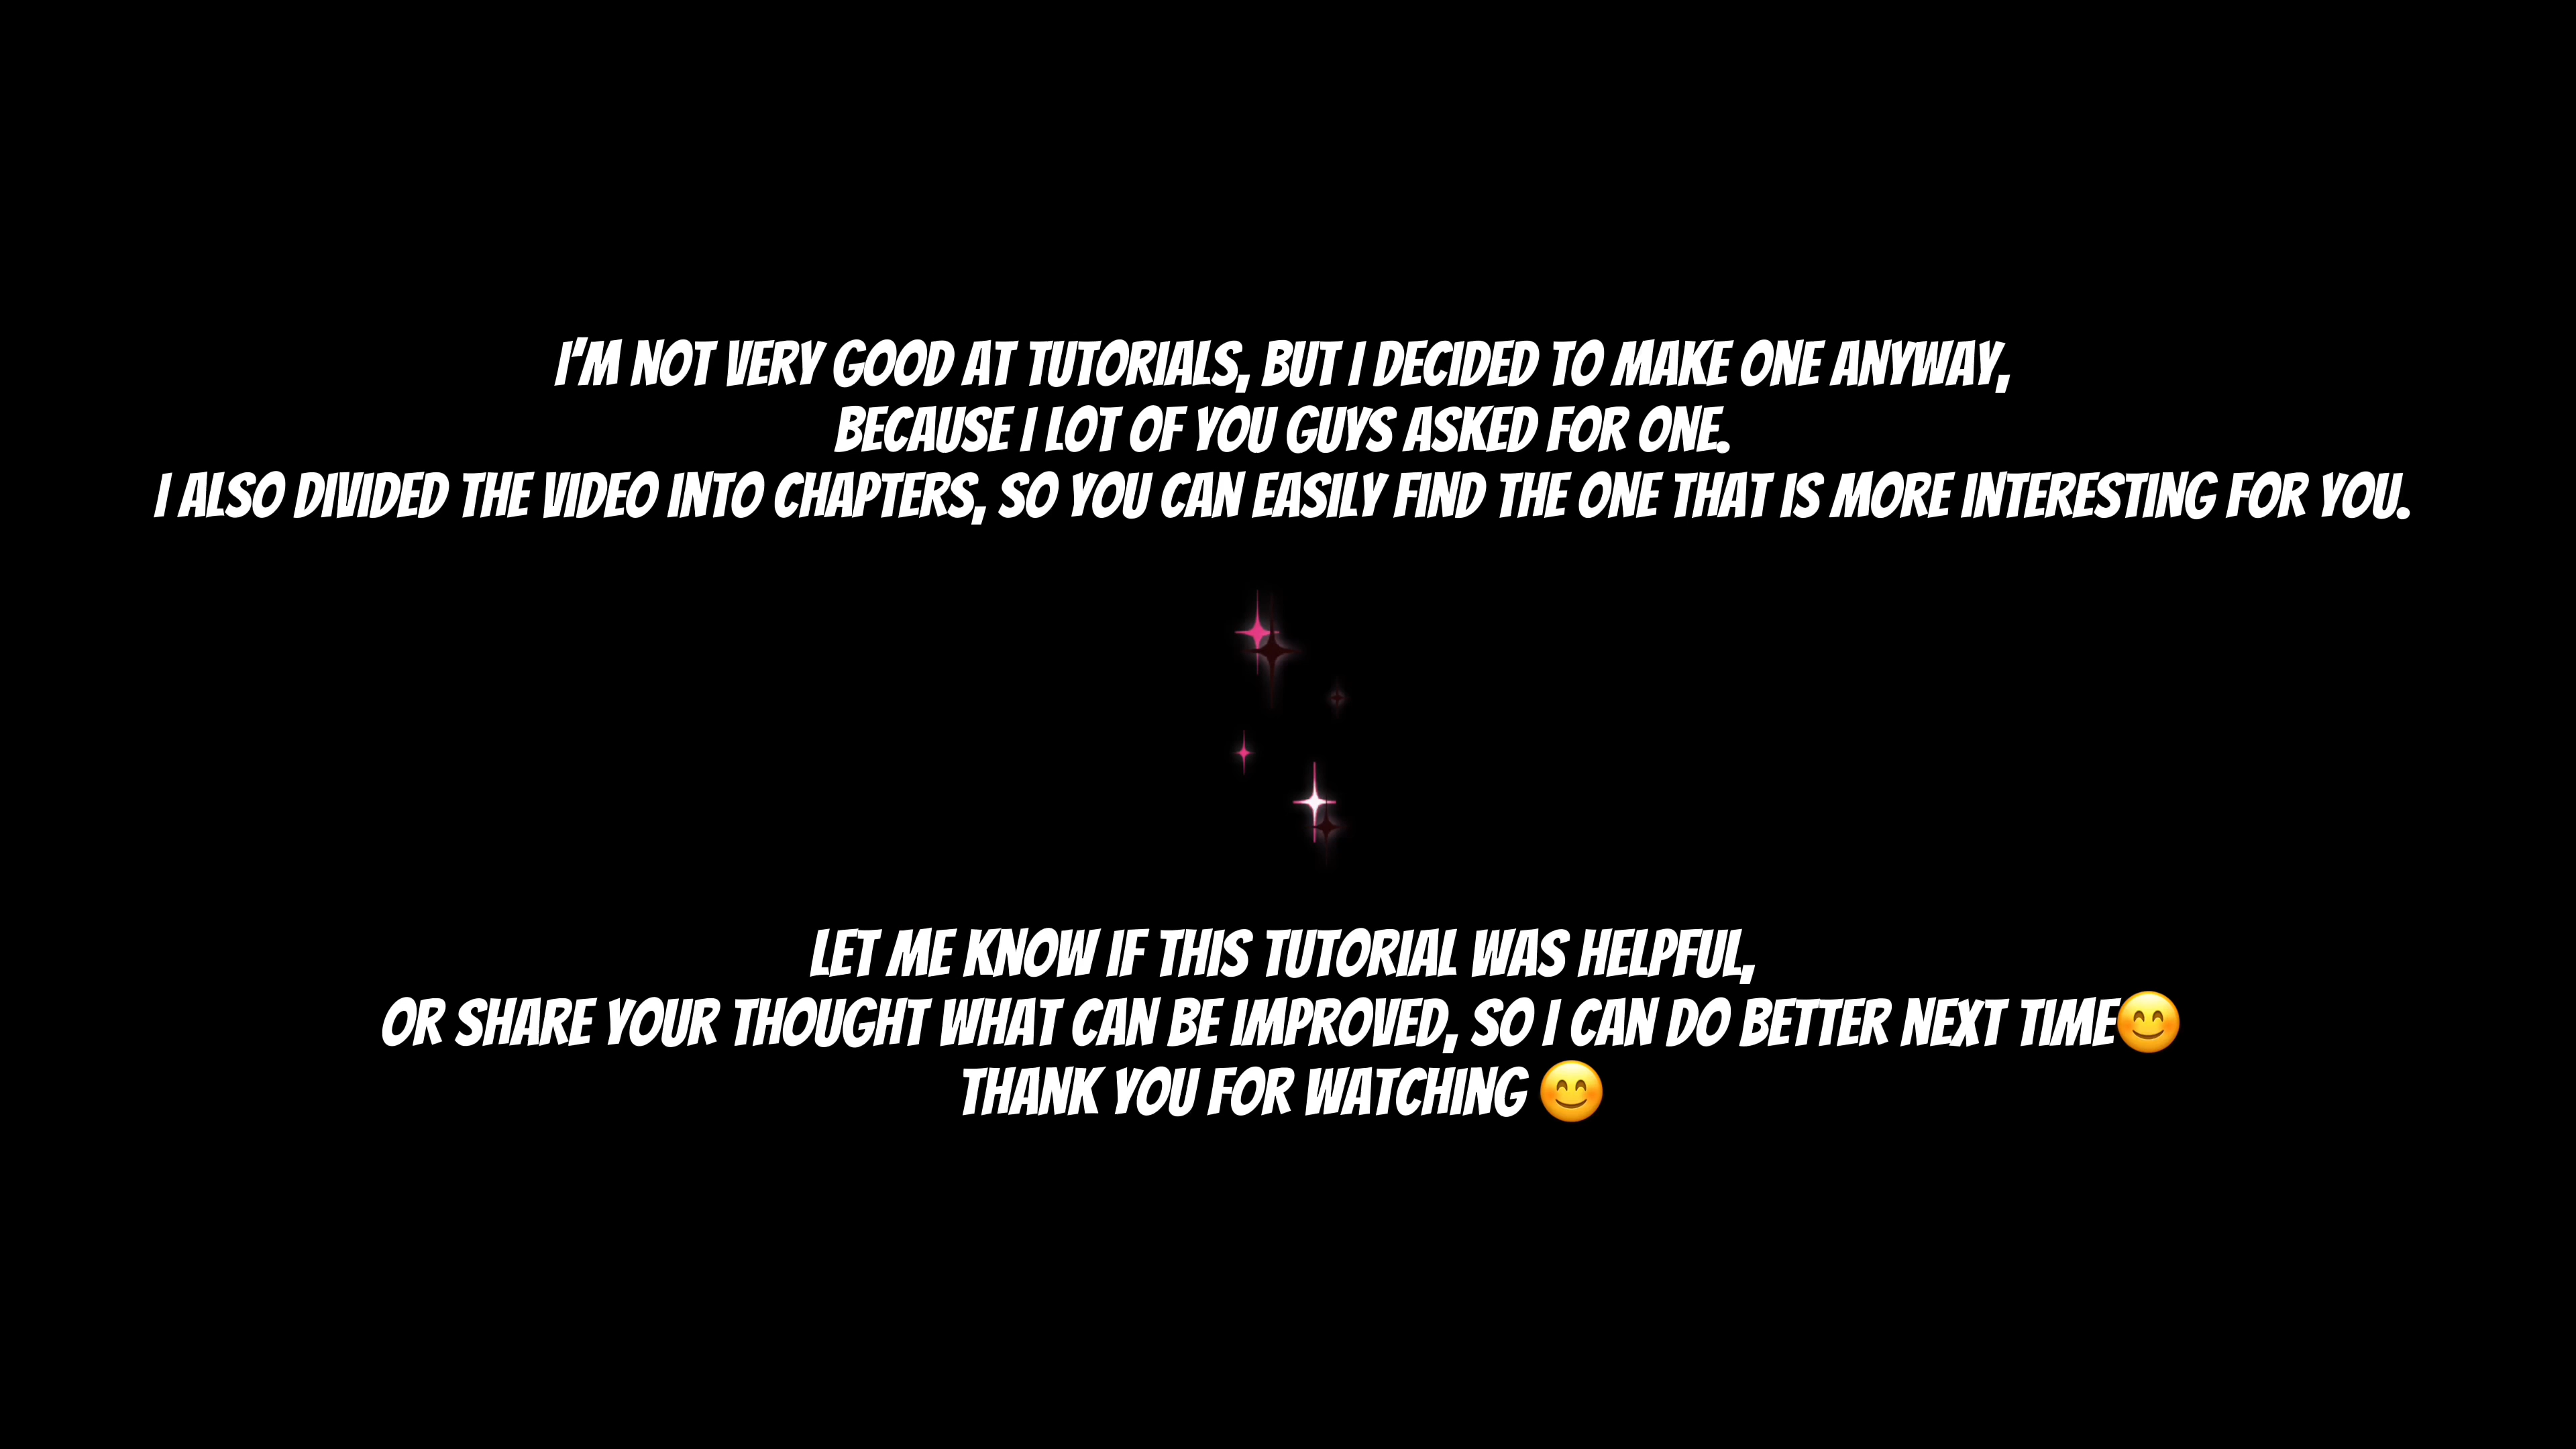 I'M NOT VERY GOOD AT TUTORIALS, BUT I DECIDED TO MAKE ONE ANYWAY,
BECAUSE I LOT OF YOU GUYS ASKED FOR ONE.
I ALSO DIVIDED THE VIDEO INTO CHAPTERS, SO YOU CAN EASILY FIND THE ONE THAT IS MORE INTERESTING FOR YOU.
LET ME KNOW IF THIS TUTORIAL WAS HELPFUL,
OR SHARE YOUR THOUGHT WHAT CAN BE IMPROVED, SO I CAN DO BETTER NEXT TIME😊
THANK YOU FOR WATCHING 😊